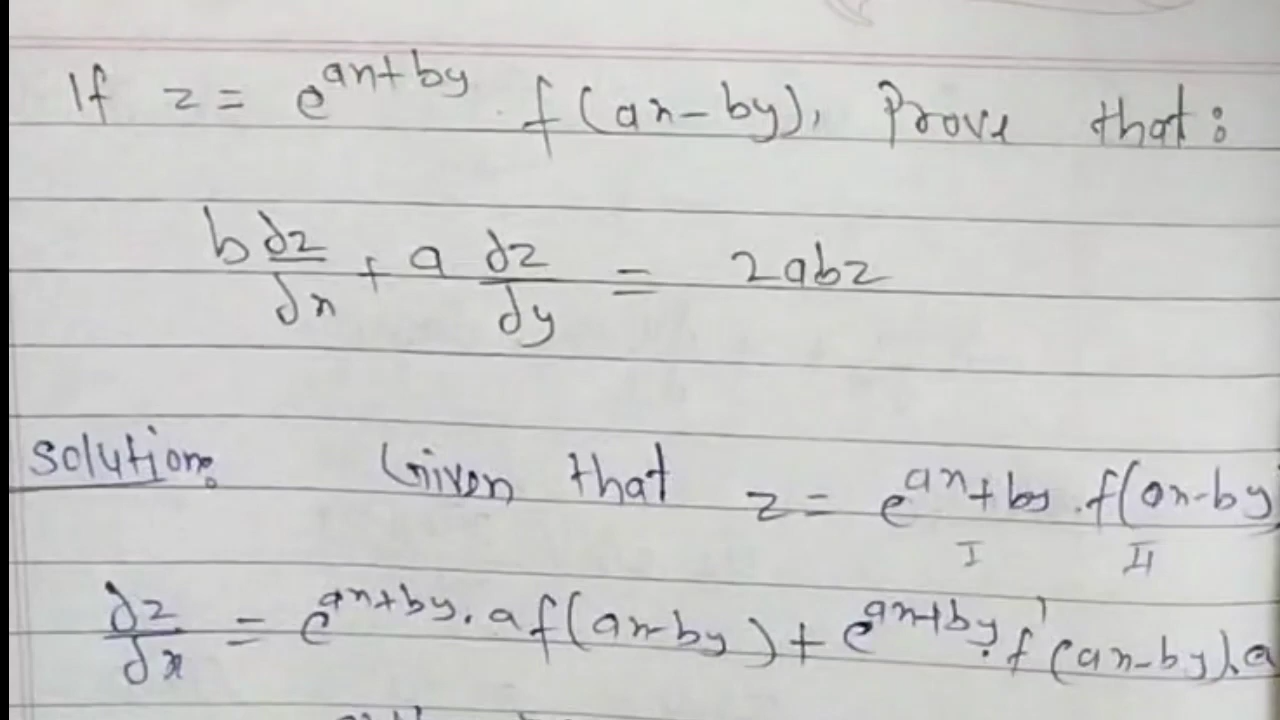 If z = e^{ax+by} . f(ax-by), Prove that:
b ∂z/∂x + a ∂z/∂y = 2abz
Solution: Given that z = e^{ax+by} . f(ax-by
I II
∂z/∂x = e^{ax+by} . a f(ax-by) + e^{ax+by} . f'(ax-by).a